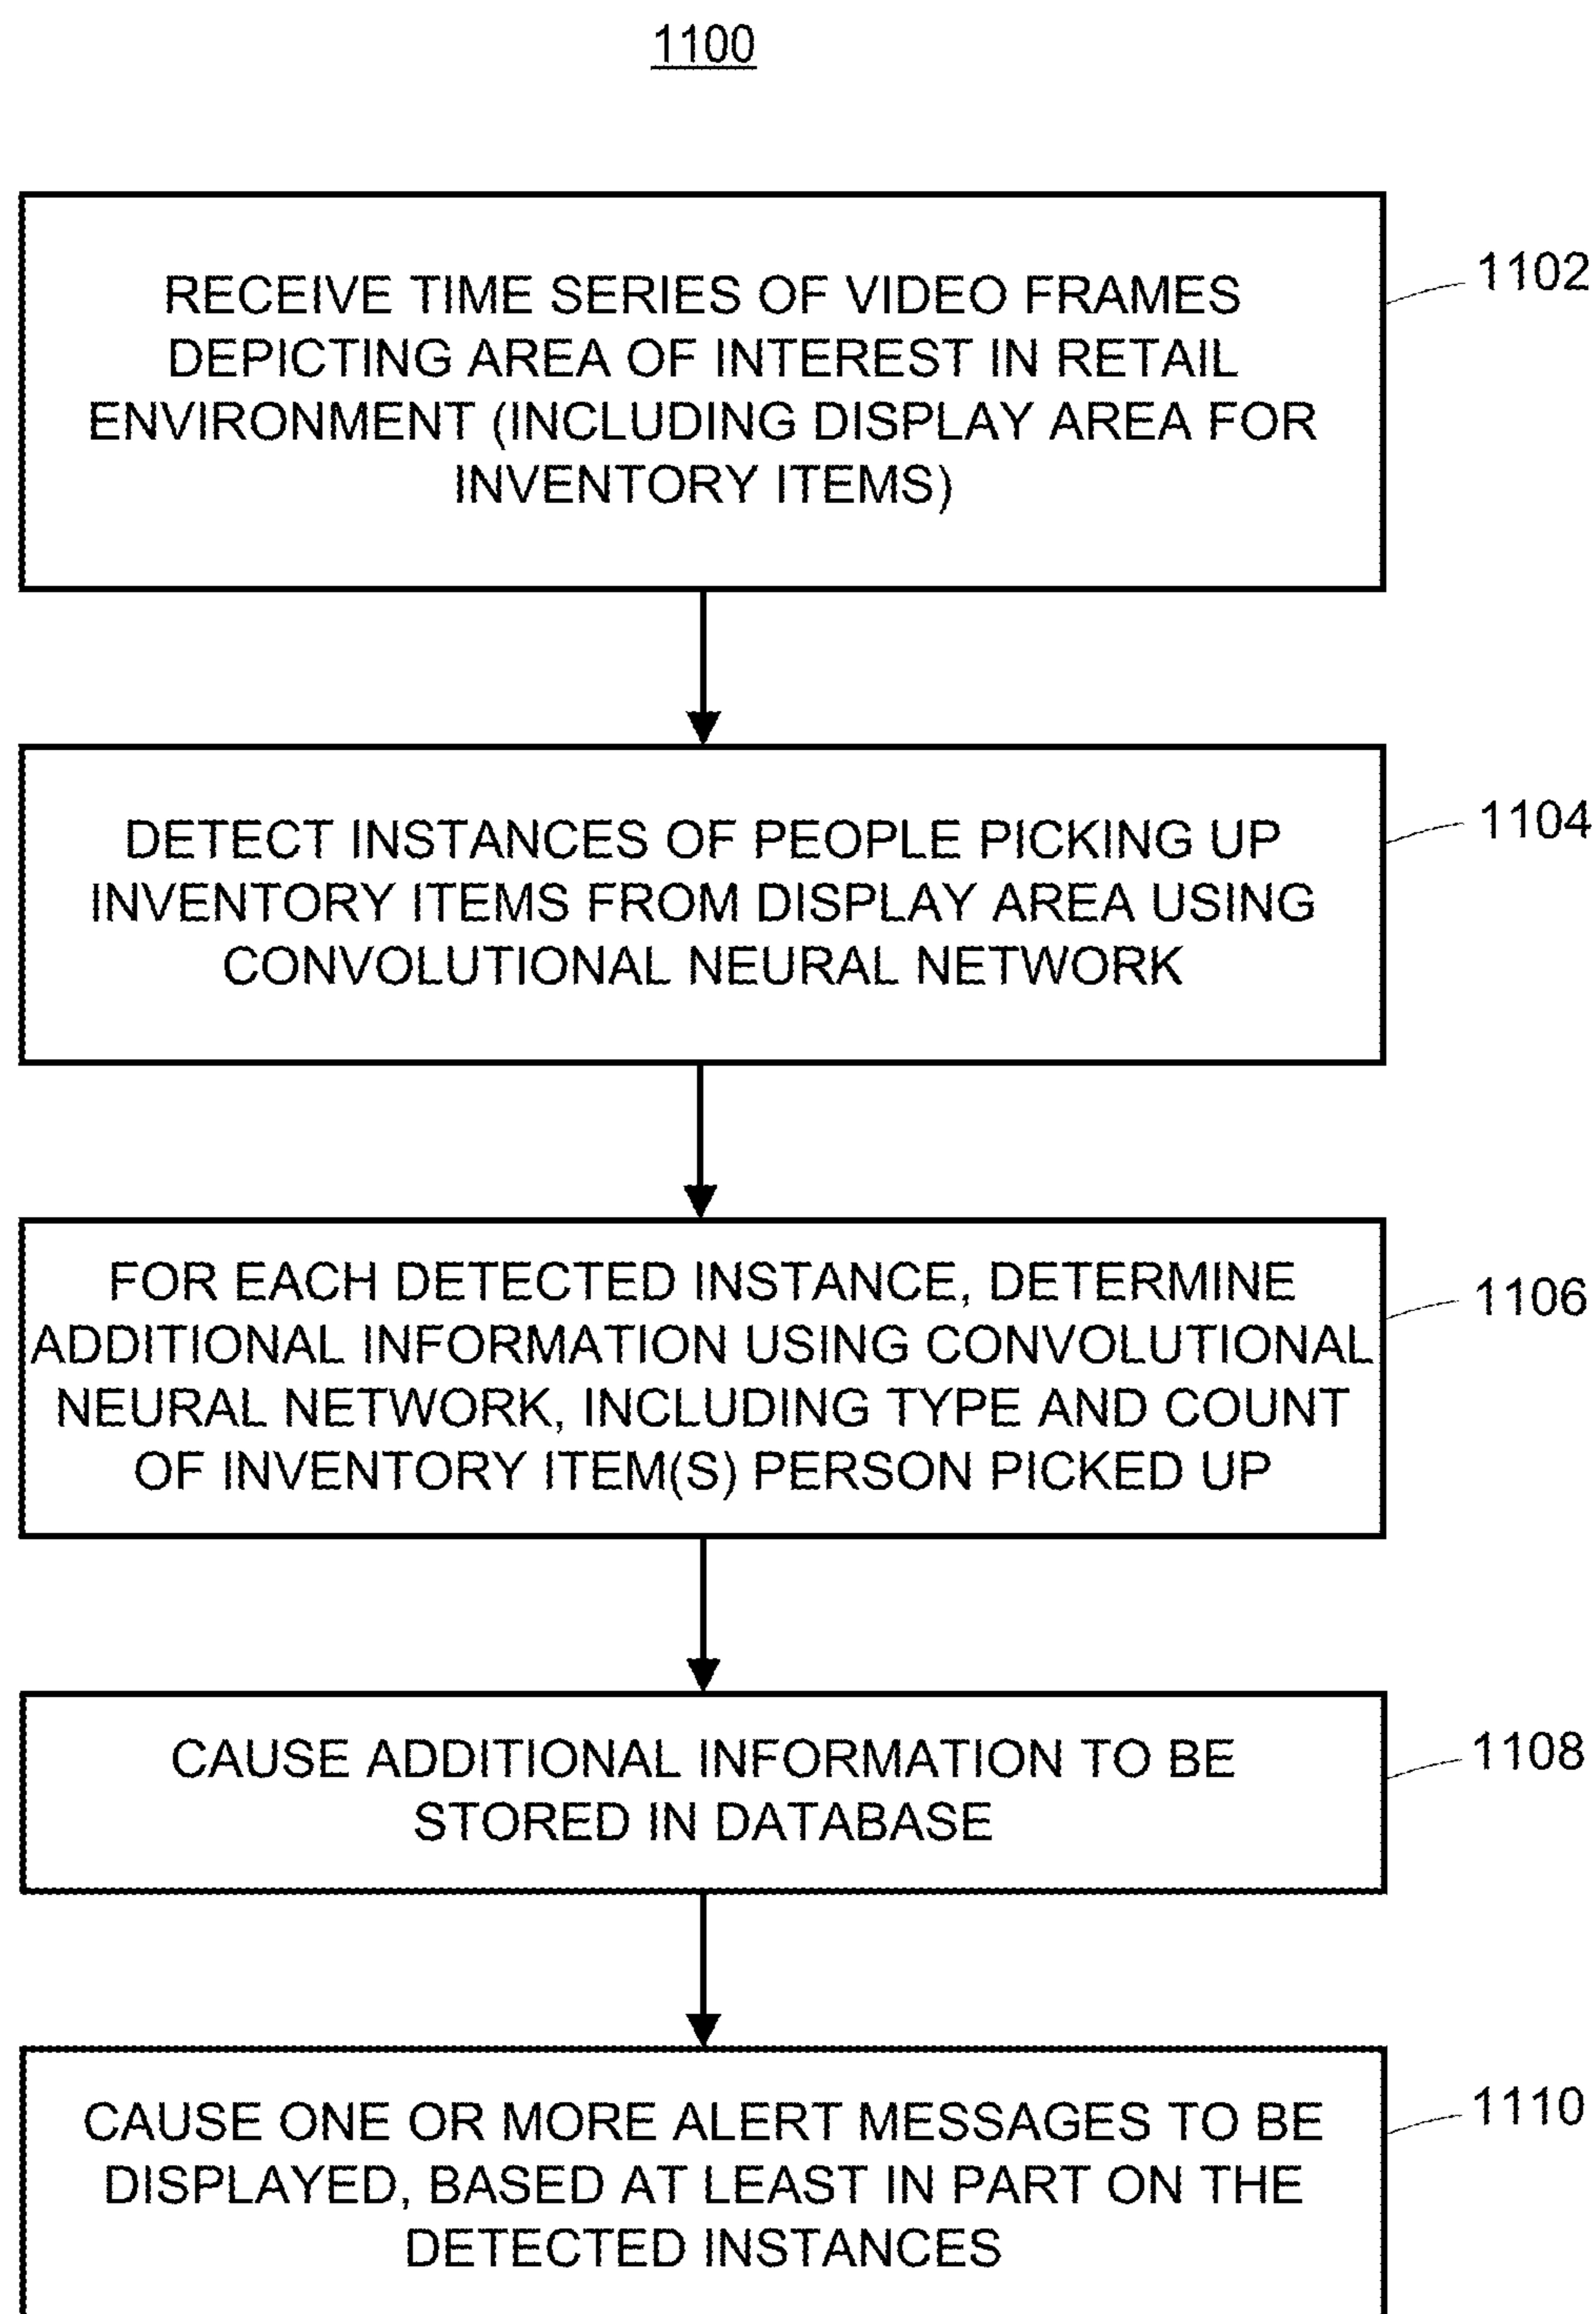 1100
RECEIVE TIME SERIES OF VIDEO FRAMES
DEPICTING AREA OF INTEREST IN RETAIL
ENVIRONMENT (INCLUDING DISPLAY AREA FOR
INVENTORY ITEMS)
1102
DETECT INSTANCES OF PEOPLE PICKING UP
INVENTORY ITEMS FROM DISPLAY AREA USING
CONVOLUTIONAL NEURAL NETWORK
1104
FOR EACH DETECTED INSTANCE, DETERMINE
ADDITIONAL INFORMATION USING CONVOLUTIONAL
NEURAL NETWORK, INCLUDING TYPE AND COUNT
OF INVENTORY ITEM(S) PERSON PICKED UP
1106
CAUSE ADDITIONAL INFORMATION TO BE
STORED IN DATABASE
1108
CAUSE ONE OR MORE ALERT MESSAGES TO BE
DISPLAYED, BASED AT LEAST IN PART ON THE
DETECTED INSTANCES
1110